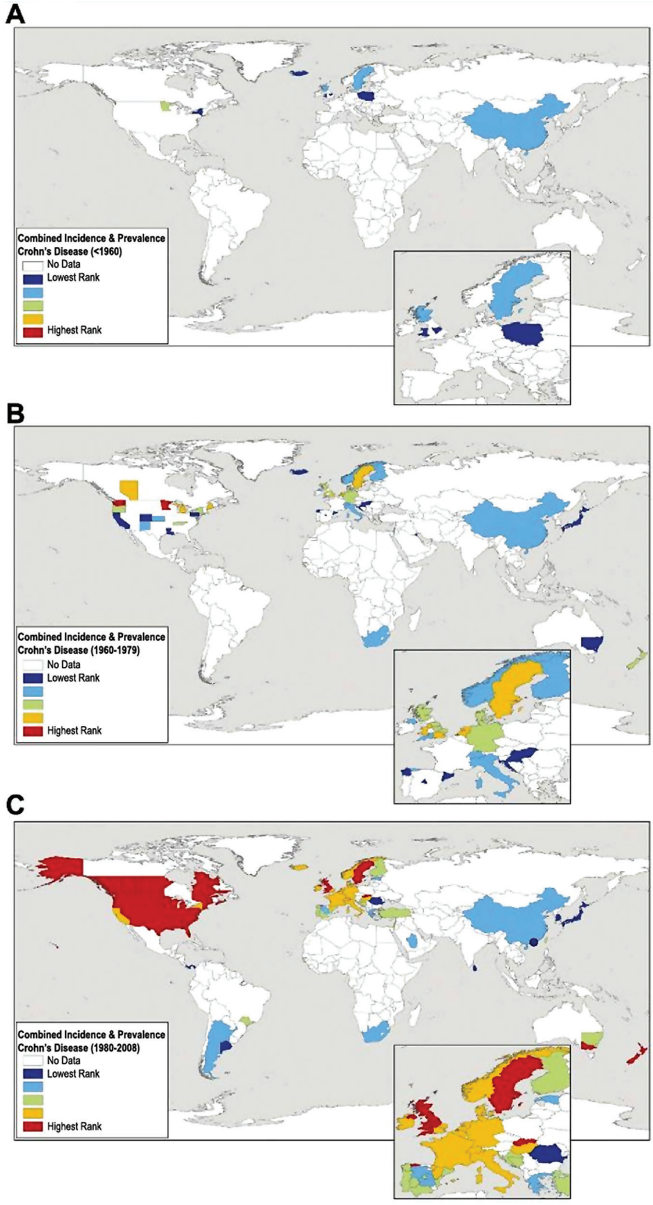 A
Combined Incidence & Prevalence
Crohn's Disease (<1960)
No Data
Lowest Rank
Highest Rank
B
Combined Incidence & Prevalence
Crohn's Disease (1960-1979)
No Data
Lowest Rank
Highest Rank
C
Combined Incidence & Prevalence
Crohn's Disease (1980-2008)
No Data
Lowest Rank
Highest Rank